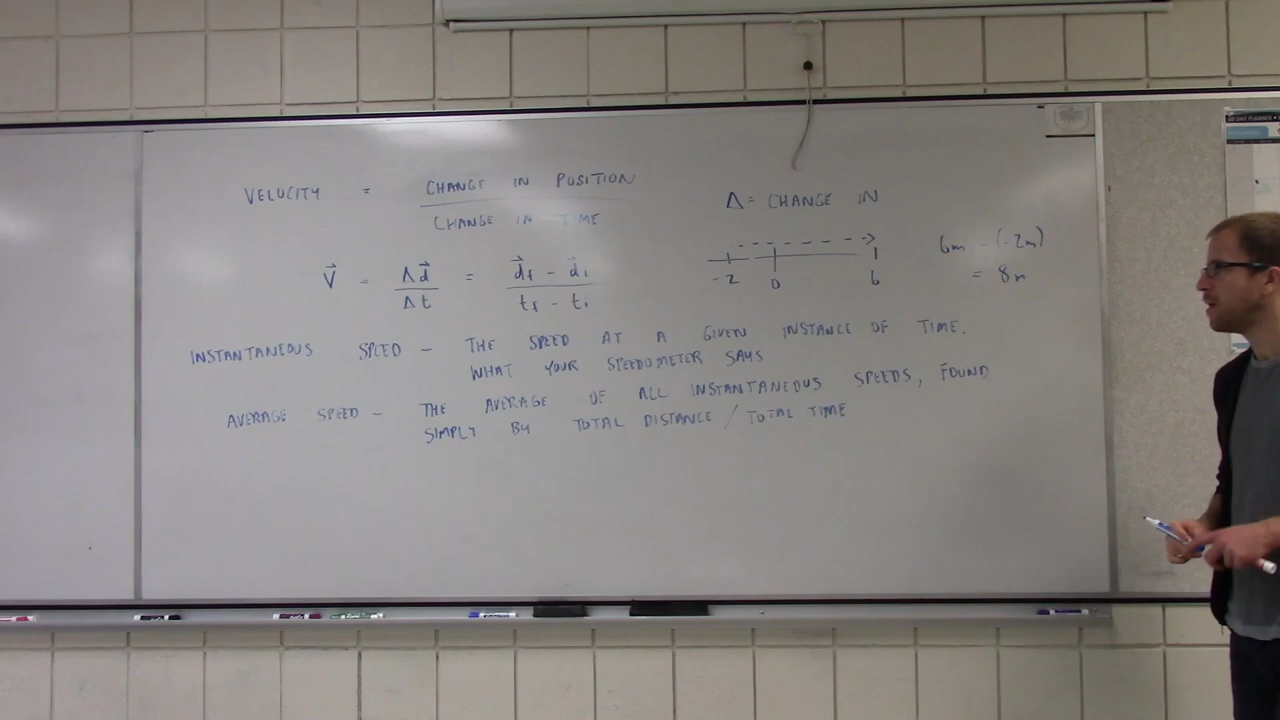 VELOCITY = CHANGE IN POSITION
CHANGE IN TIME
Δ = CHANGE IN
-2 0 6
6m - (-2m)
= 8m
V⃗ = Δd⃗ / Δt = d⃗f - d⃗i / tf - ti
INSTANTANEOUS SPEED - THE SPEED AT A GIVEN INSTANCE OF TIME.
WHAT YOUR SPEEDOMETER SAYS
AVERAGE SPEED - THE AVERAGE OF ALL INSTANTANEOUS SPEEDS, FOUND
SIMPLY BY TOTAL DISTANCE / TOTAL TIME